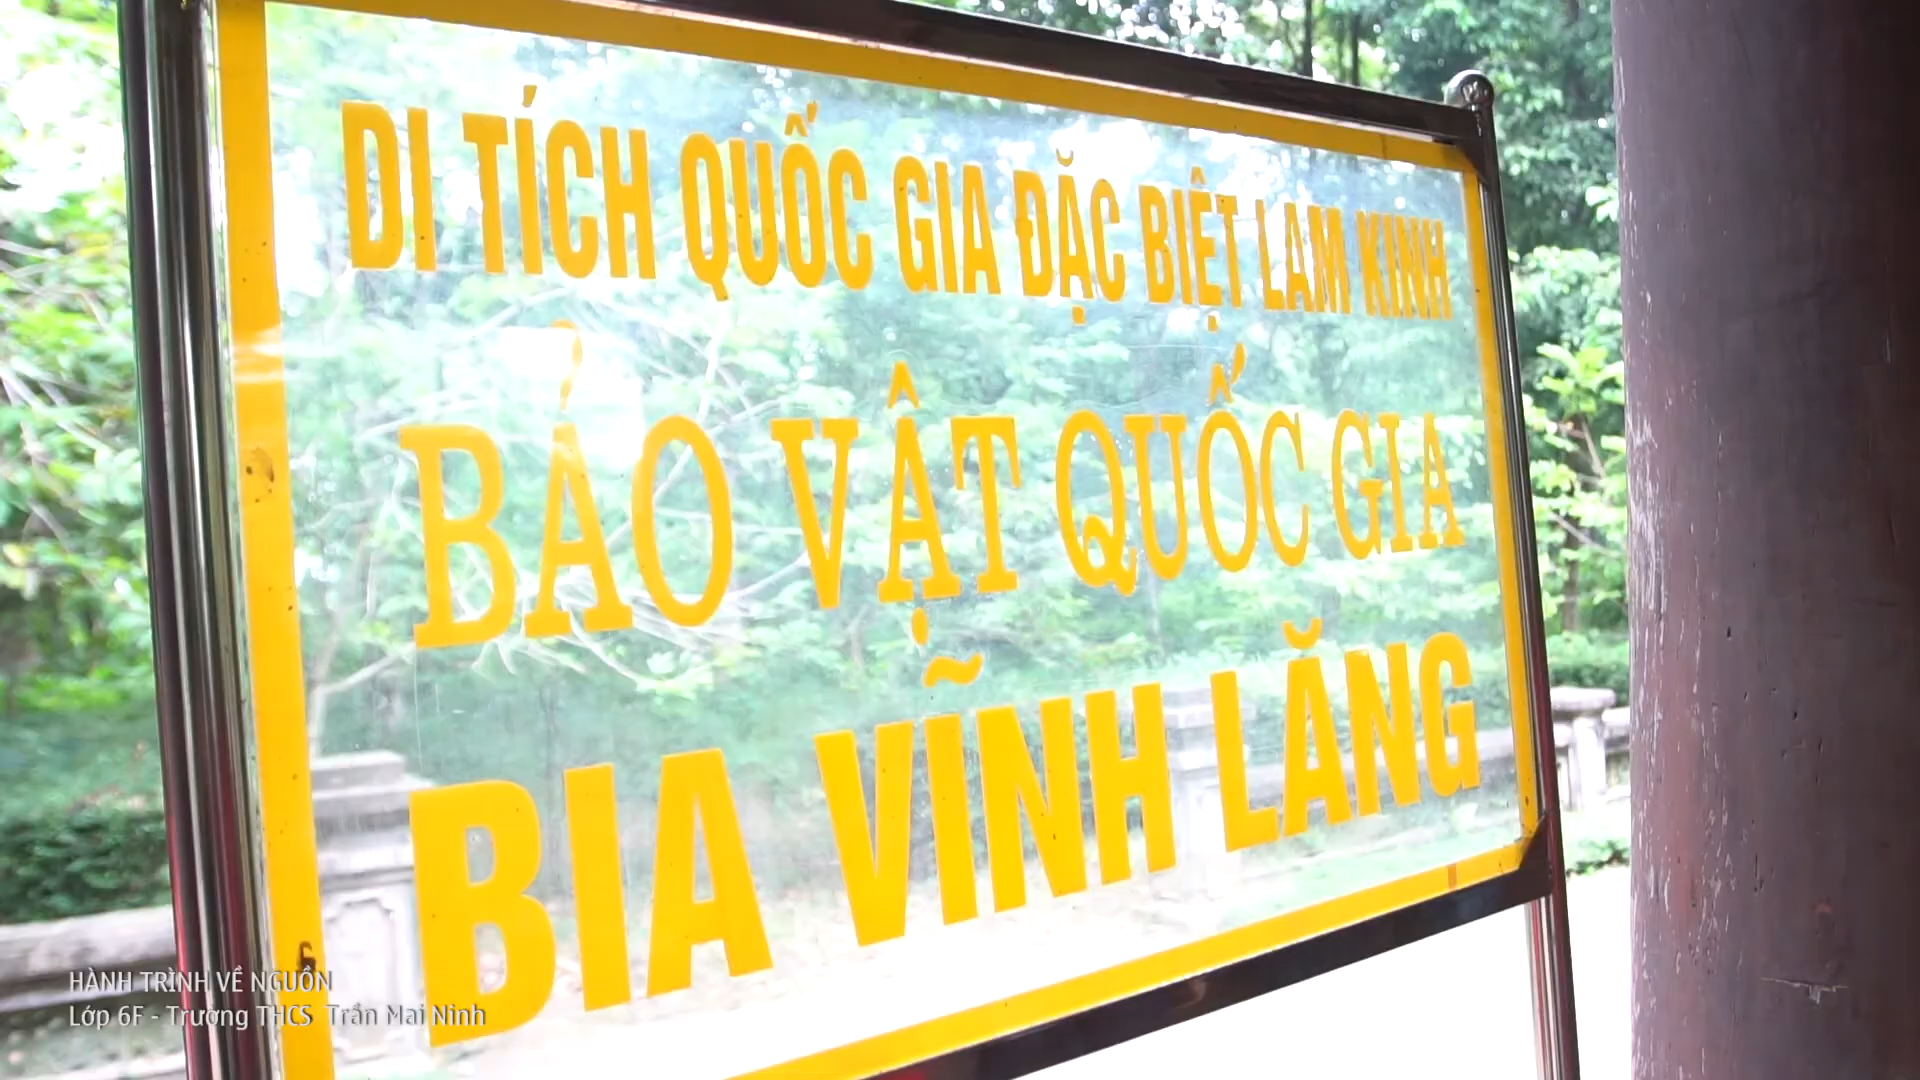 DI TÍCH QUỐC GIA ĐẶC BIỆT LAM KINH
BẢO VẬT QUỐC GIA
BIA VĨNH LĂNG
HÀNH TRÌNH VỀ NGUỒN
Lớp 6F - Trường THCS Trần Mai Ninh